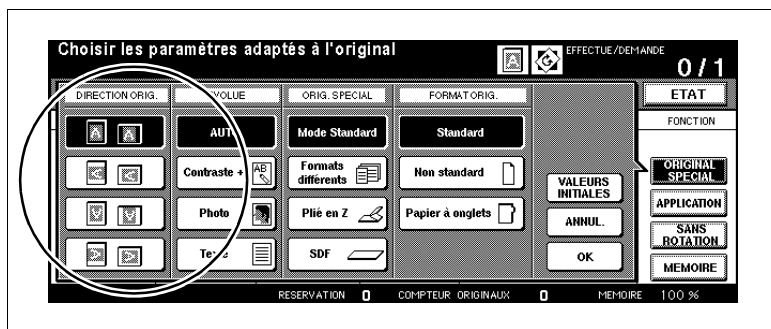 Choisir les paramètres adaptés à l'original
EFFECTUE/DEMANDE
0/1
DIRECTION ORIG.
ORIG. SPECIAL
FORMAT ORIG.
ETAT
FONCTION
Mode Standard
Standard
Contraste +
AB
Formats
différents
Non standard
ORIGINAL
SPECIAL
VALEURS
INITIALES
Photo
Plié en Z
Papier à onglets
ANNUL.
APPLICATION
SANS
ROTATION
SDF
OK
MEMOIRE
RESERVATION 0 COMPTEUR ORIGINAUX 0 MEMOIRE 100 %